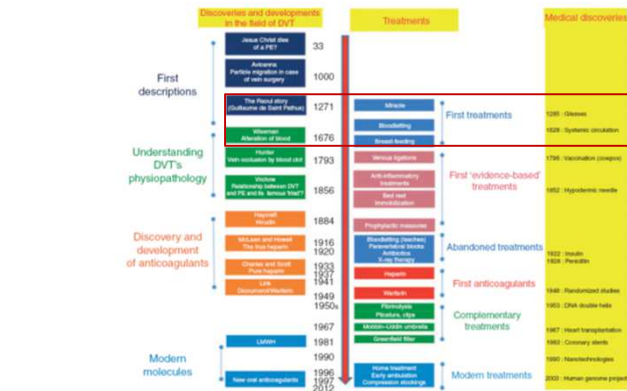 Discoveries and developments
in the field of DVT
Treatments
Medical discoveries
Jesus Christ dies
of a PE?
33
Avicenna
Particle migration in case
of vein surgery
1000
First
descriptions
The Raoul story
(Guillaume de Saint Pathus)
1271
Miracle
Bloodletting
Breast feeding
First treatments
1285 : Glasses
1628 : Systemic circulation
Wiseman
Alteration of blood
1676
Understanding
DVT's
physiopathology
Hunter
Vein occlusion by blood clot
1793
Virchow
Relationship between DVT
and PE and its famous 'triad'?
1856
Venous ligations
Anti-inflammatory
treatments
Bed rest
immobilization
Prophylactic measures
First 'evidence-based'
treatments
1796 : Vaccination (cowpox)
1852 : Hypodermic needle
Discovery and
development
of anticoagulants
Haycraft
Hirudin
1884
McLean and Howell
The true heparin
1916
1920
Charles and Scott
Pure heparin
1933
1937
Link
Dicoumarol/Warfarin
1941
1949
1950s
Bloodletting (leeches)
Paravertebral blocks
Antibiotics
X-ray therapy
Abandoned treatments
1922 : Insulin
1928 : Penicillin
Heparin
Warfarin
First anticoagulants
1948 : Randomized studies
1953 : DNA double helix
Fibrinolysis
Plicature, clips
Mobbin-Uddin umbrella
Greenfield filter
Complementary
treatments
1967
1967 : Heart transplantation
Modern
molecules
LMWH
1981
1990
New oral anticoagulants
1996
1997
2012
Home treatment
Early ambulation
Compression stockings
Modern treatments
1993 : Coronary stents
1990 : Nanotechnologies
2003 : Human genome project